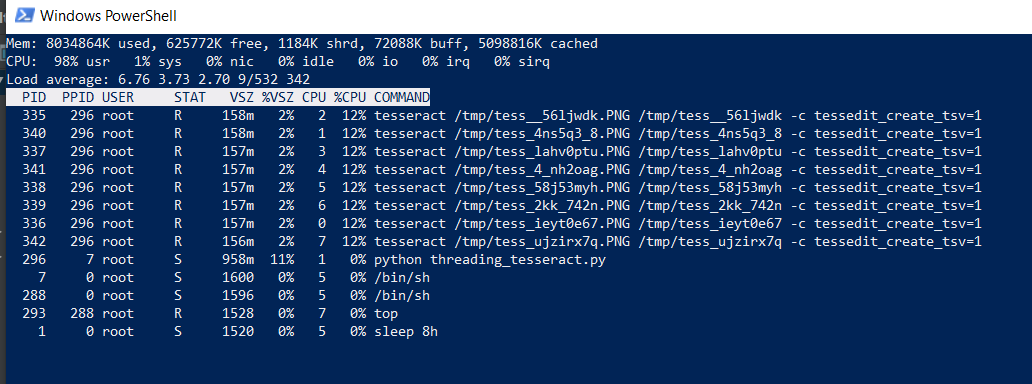 Windows PowerShell
Mem: 8034864K used, 625772K free, 1184K shrd, 72088K buff, 5098816K cached
CPU:  98% usr   1% sys   0% nic   0% idle   0% io   0% irq   0% sirq
Load average: 6.76 3.73 2.70 9/532 342
  PID  PPID USER     STAT   VSZ %VSZ CPU %CPU COMMAND
  335   296 root     R     158m   2%   2  12% tesseract /tmp/tess__56ljwdk.PNG /tmp/tess__56ljwdk -c tessedit_create_tsv=1
  340   296 root     R     158m   2%   1  12% tesseract /tmp/tess_4ns5q3_8.PNG /tmp/tess_4ns5q3_8 -c tessedit_create_tsv=1
  337   296 root     R     157m   2%   3  12% tesseract /tmp/tess_lahv0ptu.PNG /tmp/tess_lahv0ptu -c tessedit_create_tsv=1
  341   296 root     R     157m   2%   4  12% tesseract /tmp/tess_4_nh2oag.PNG /tmp/tess_4_nh2oag -c tessedit_create_tsv=1
  338   296 root     R     157m   2%   5  12% tesseract /tmp/tess_58j53myh.PNG /tmp/tess_58j53myh -c tessedit_create_tsv=1
  339   296 root     R     157m   2%   6  12% tesseract /tmp/tess_2kk_742n.PNG /tmp/tess_2kk_742n -c tessedit_create_tsv=1
  336   296 root     R     157m   2%   0  12% tesseract /tmp/tess_ieyt0e67.PNG /tmp/tess_ieyt0e67 -c tessedit_create_tsv=1
  342   296 root     R     156m   2%   7  12% tesseract /tmp/tess_ujzirx7q.PNG /tmp/tess_ujzirx7q -c tessedit_create_tsv=1
  296     7 root     S     958m  11%   1   0% python threading_tesseract.py
    7     0 root     S     1600   0%   5   0% /bin/sh
  288     0 root     S     1596   0%   5   0% /bin/sh
  293   288 root     R     1528   0%   7   0% top
    1     0 root     S     1520   0%   5   0% sleep 8h